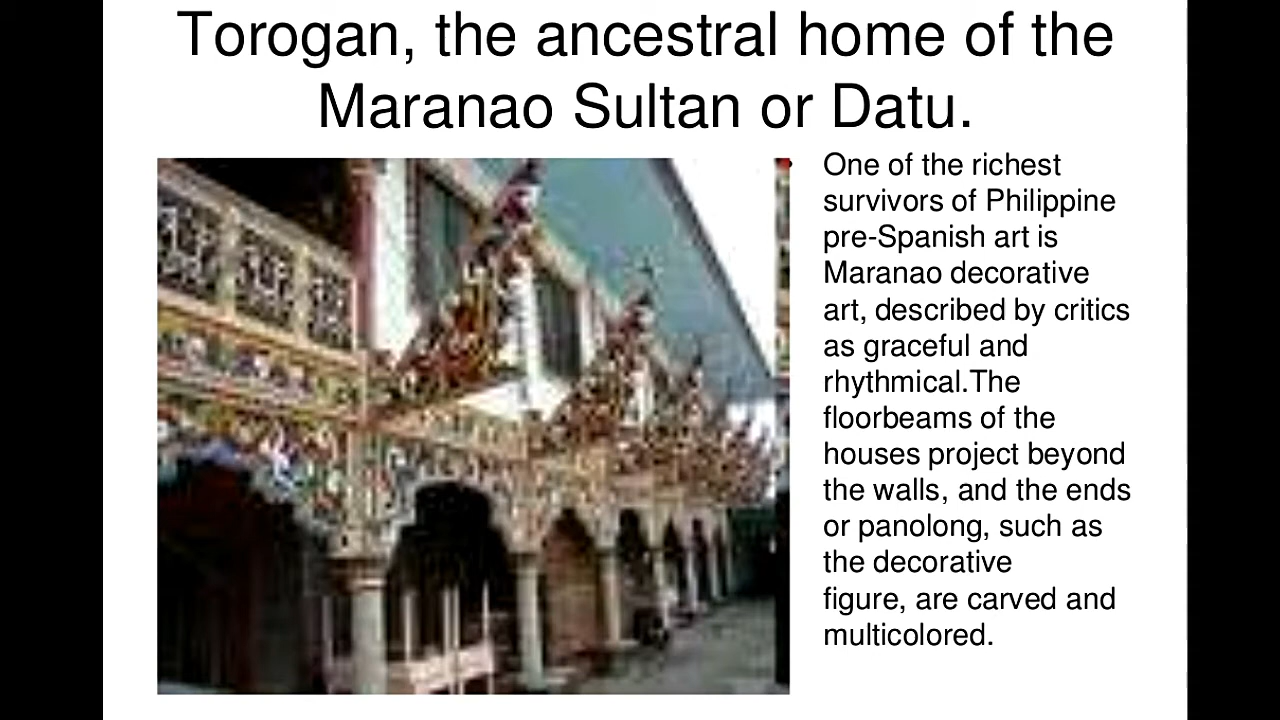 Torogan, the ancestral home of the
Maranao Sultan or Datu.
One of the richest
survivors of Philippine
pre-Spanish art is
Maranao decorative
art, described by critics
as graceful and
rhythmical.The
floorbeams of the
houses project beyond
the walls, and the ends
or panolong, such as
the decorative
figure, are carved and
multicolored.